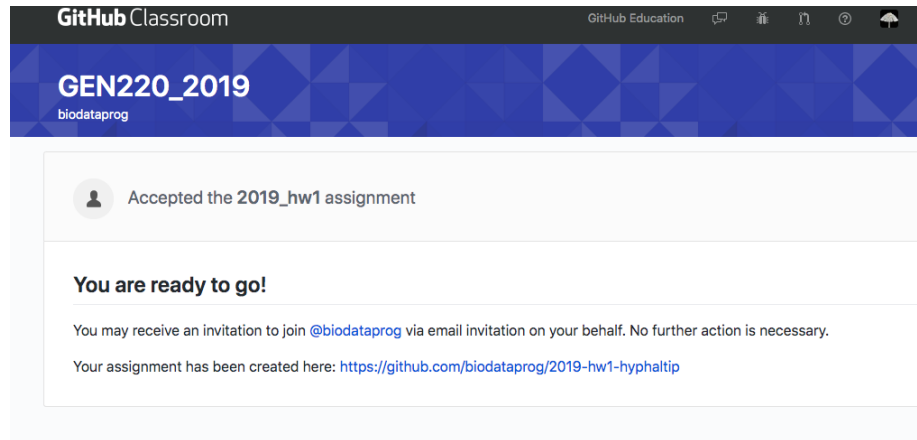 GitHub Classroom
GitHub Education
GEN220_2019
biodataprog
Accepted the 2019_hw1 assignment
You are ready to go!
You may receive an invitation to join @biodataprog via email invitation on your behalf. No further action is necessary.
Your assignment has been created here: https://github.com/biodataprog/2019-hw1-hyphaltip